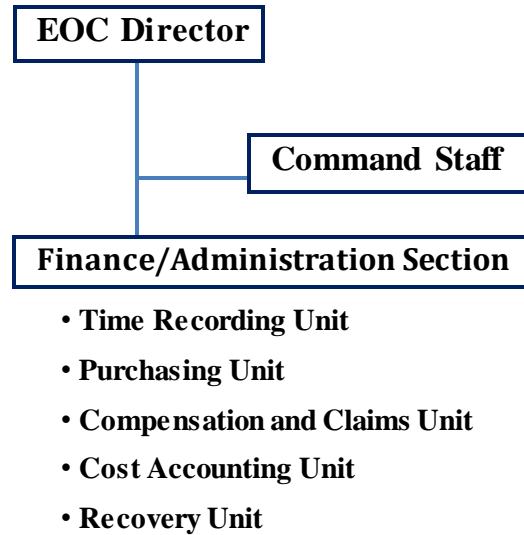 EOC Director
Command Staff
Finance/Administration Section
• Time Recording Unit
• Purchasing Unit
• Compensation and Claims Unit
• Cost Accounting Unit
• Recovery Unit